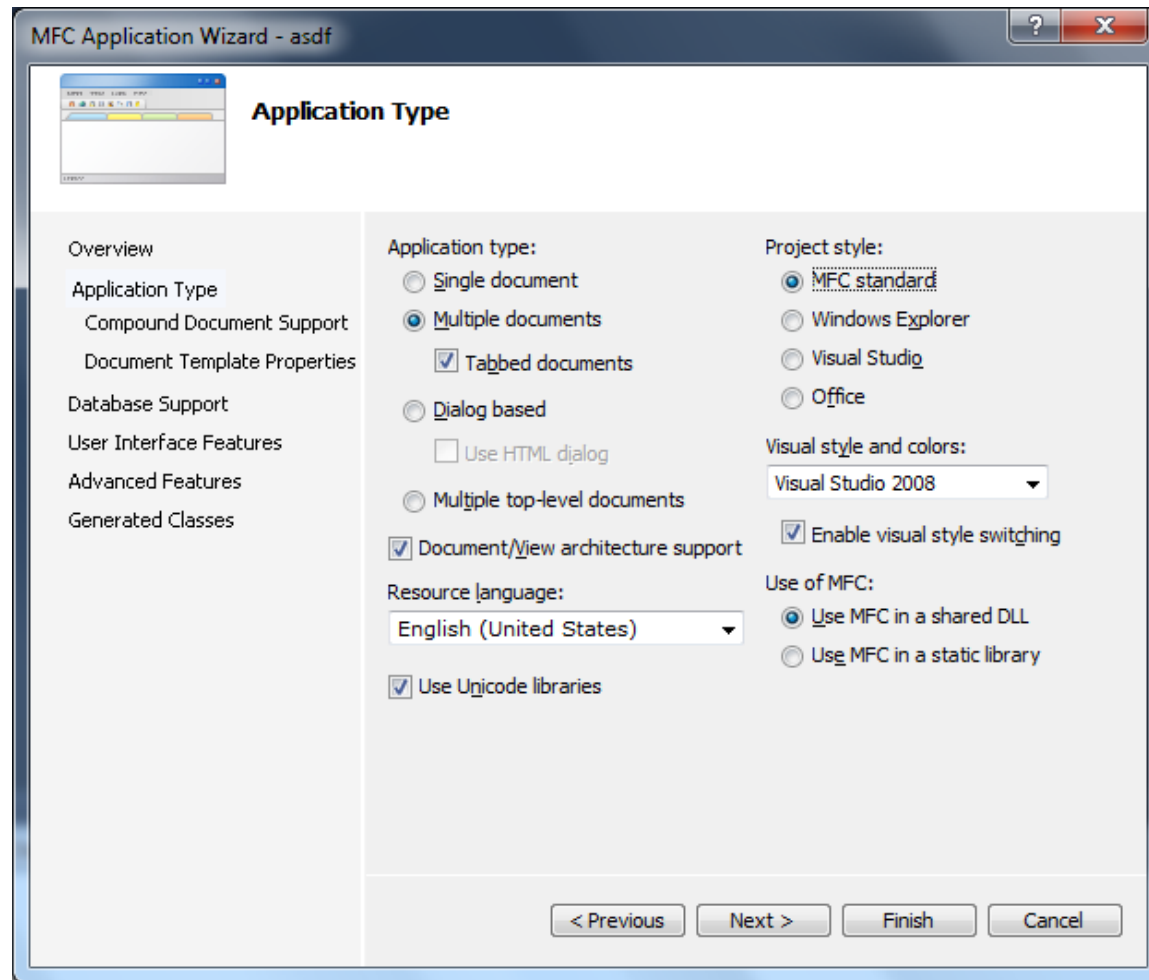 MFC Application Wizard - asdf
Application Type
Overview
Application Type
Compound Document Support
Document Template Properties
Database Support
User Interface Features
Advanced Features
Generated Classes
Application type:
Single document
Multiple documents
Tabbed documents
Dialog based
Use HTML dialog
Multiple top-level documents
Document/View architecture support
Resource language:
English (United States)
Use Unicode libraries
Project style:
MFC standard
Windows Explorer
Visual Studio
Office
Visual style and colors:
Visual Studio 2008
Enable visual style switching
Use of MFC:
Use MFC in a shared DLL
Use MFC in a static library
< Previous
Next >
Finish
Cancel